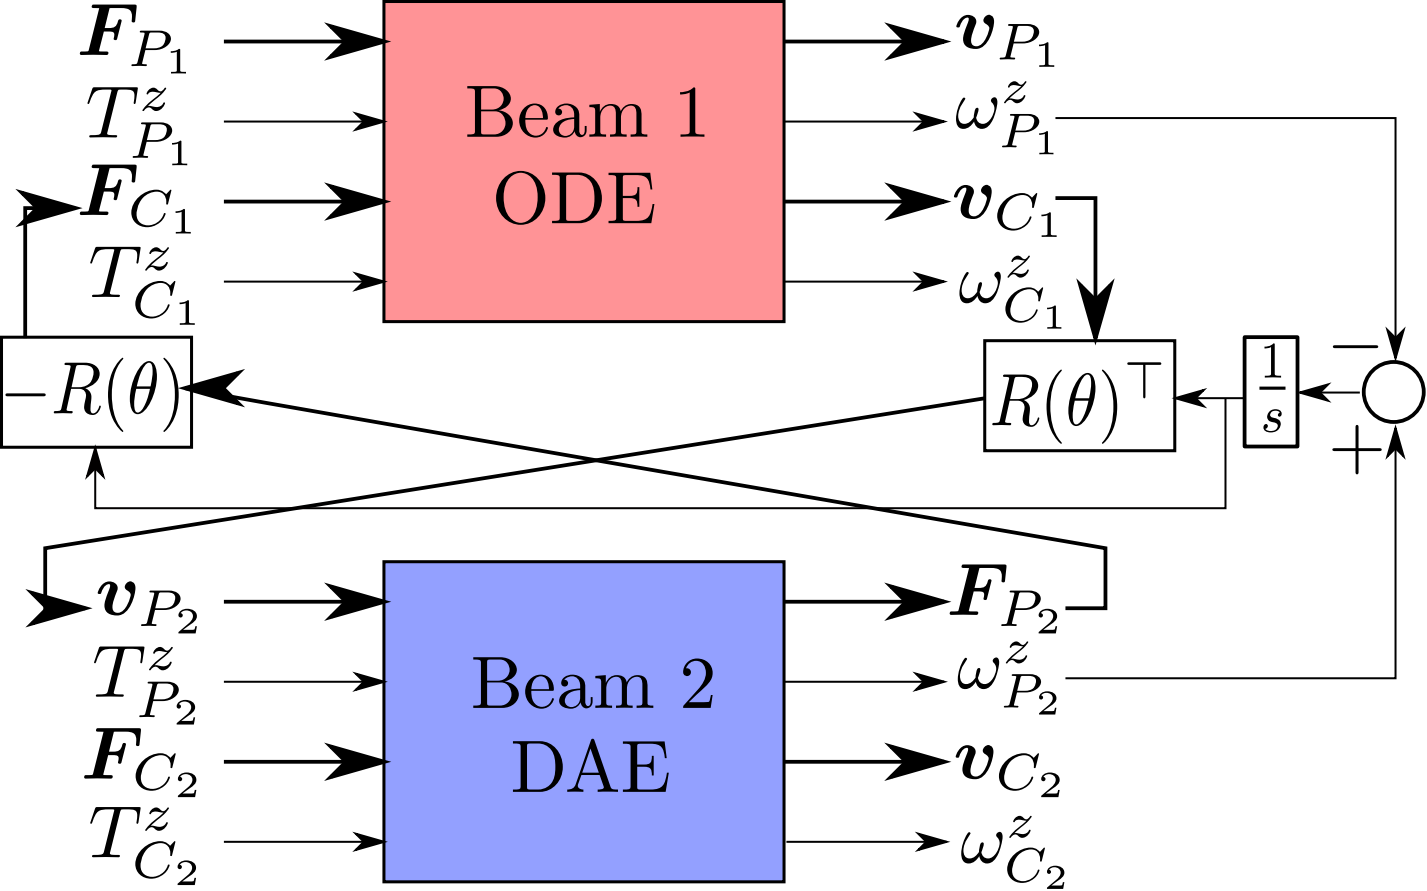 F_{P_1}
T^z_{P_1}
F_{C_1}
T^z_{C_1}
Beam 1
ODE
v_{P_1}
ω^z_{P_1}
v_{C_1}
ω^z_{C_1}
−R(θ)
R(θ)^⊤
1/s
−
+
v_{P_2}
T^z_{P_2}
F_{C_2}
T^z_{C_2}
Beam 2
DAE
F_{P_2}
ω^z_{P_2}
v_{C_2}
ω^z_{C_2}